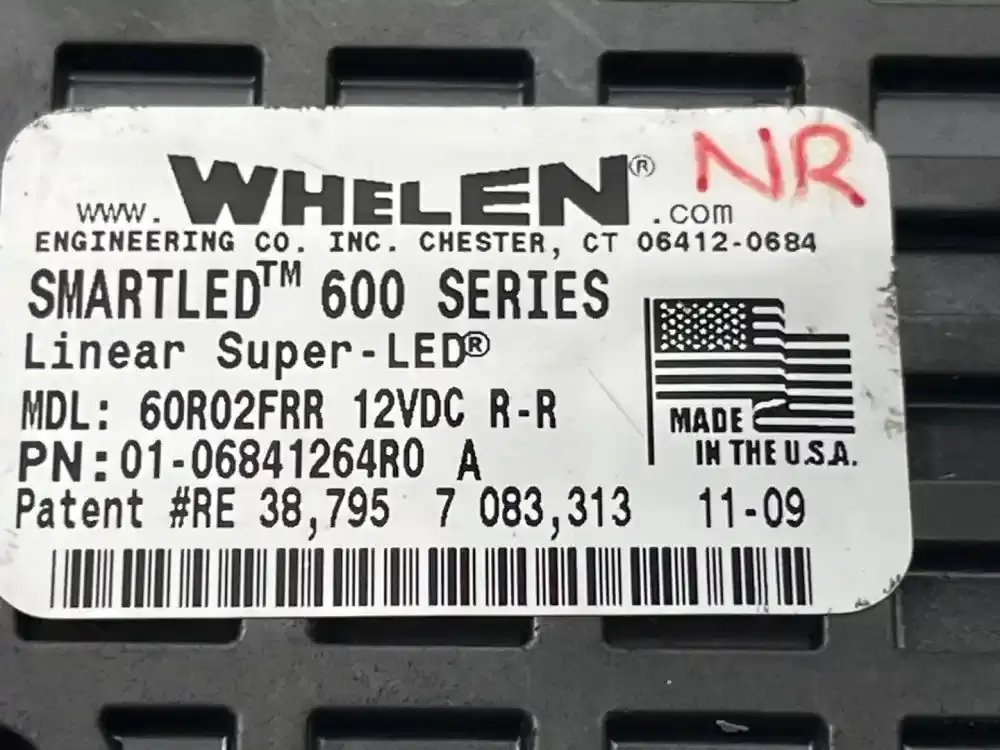 NR
www. WHELEN® .com
ENGINEERING CO. INC. CHESTER, CT 06412-0684
SMARTLED™ 600 SERIES
Linear Super-LED®
MDL: 60R02FRR 12VDC R-R
PN:01-06841264R0 A
MADE
IN THE U.S.A.
Patent #RE 38,795 7 083,313 11-09